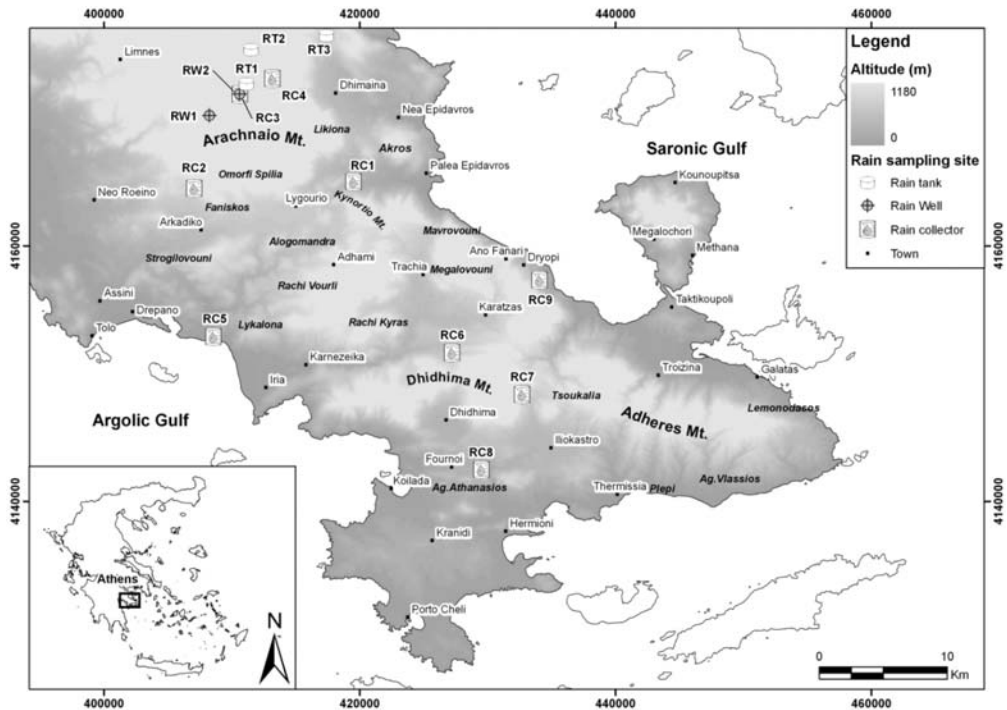 400000
420000
440000
460000
Limnes
RT2
RT3
RW2
RT1
RC4
Dhimaina
RW1
RC3
Nea Epidavros
Likiona
Arachnaio Mt.
Akros
RC2
Omorfi Spilia
RC1
Palea Epidavros
Saronic Gulf
Kounoupitsa
Neo Roeino
Faniskos
Lygourio
Kynortio Mt.
Arkadiko
Mavrovouni
Megalochori
4160000
Alogomandra
Ano Fanari
Methana
4160000
Strogilovouni
Adhami
Trachia
Megalovouni
Dryopi
Rachi Vourli
RC9
Assini
Drepano
Karatzas
Taktikoupoli
Tolo
RC5
Lykalona
Rachi Kyras
RC6
Karnezeika
Iria
Dhidhima Mt.
RC7
Tsoukalia
Troizina
Galatas
Lemonodasos
Argolic Gulf
Dhidhima
Adheres Mt.
Iliokastro
Fournoi
RC8
Koilada
Ag.Athanasios
Thermissia
Plepi
Ag.Vlassios
4140000
4140000
Kranidi
Hermioni
Porto Cheli
Athens
N
Legend
Altitude (m)
1180
0
Rain sampling site
Rain tank
Rain Well
Rain collector
Town
0
10
Km
400000
420000
440000
460000